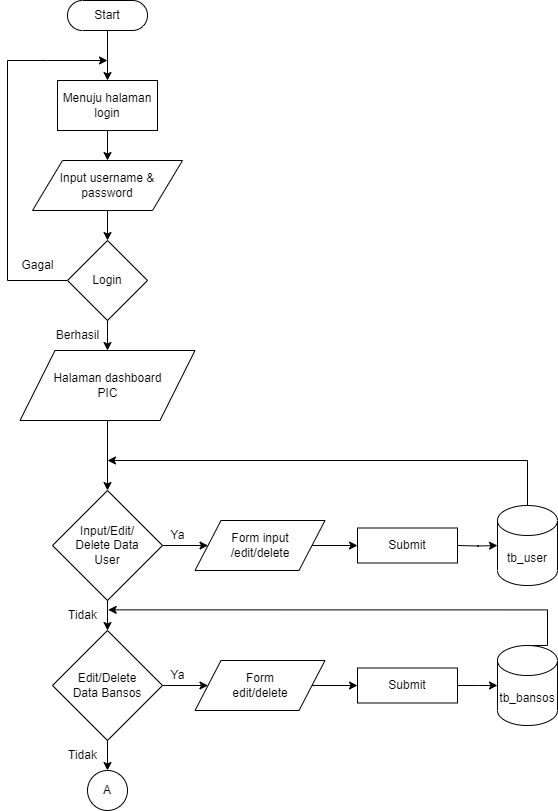 Start
Menuju halaman
login
Input username &
password
Gagal
Login
Berhasil
Halaman dashboard
PIC
Input/Edit/
Delete Data
User
Ya
Form input
/edit/delete
Submit
tb_user
Tidak
Edit/Delete
Data Bansos
Ya
Form
edit/delete
Submit
tb_bansos
Tidak
A